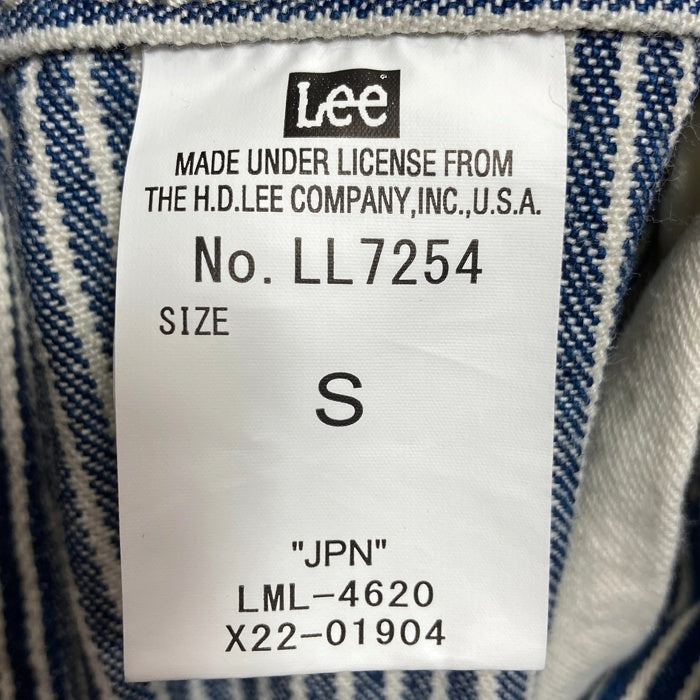 Lee
MADE UNDER LICENSE FROM
THE H.D.LEE COMPANY,INC.,U.S.A.
No. LL7254
SIZE
S
"JPN"
LML-4620
X22-01904